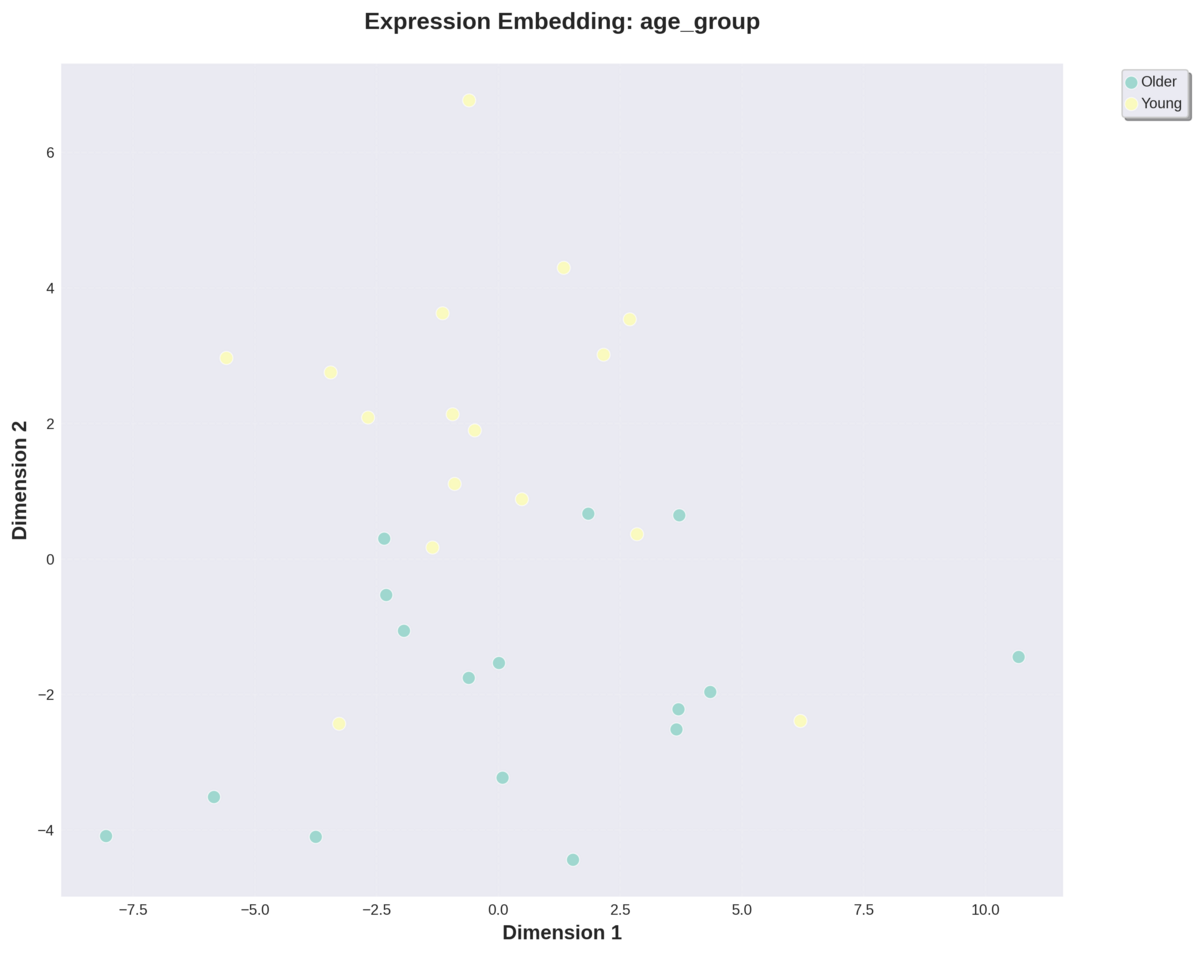 Expression Embedding: age_group
Older
Young
Dimension 2
6
4
2
0
−2
−4
−7.5 −5.0 −2.5 0.0 2.5 5.0 7.5 10.0
Dimension 1